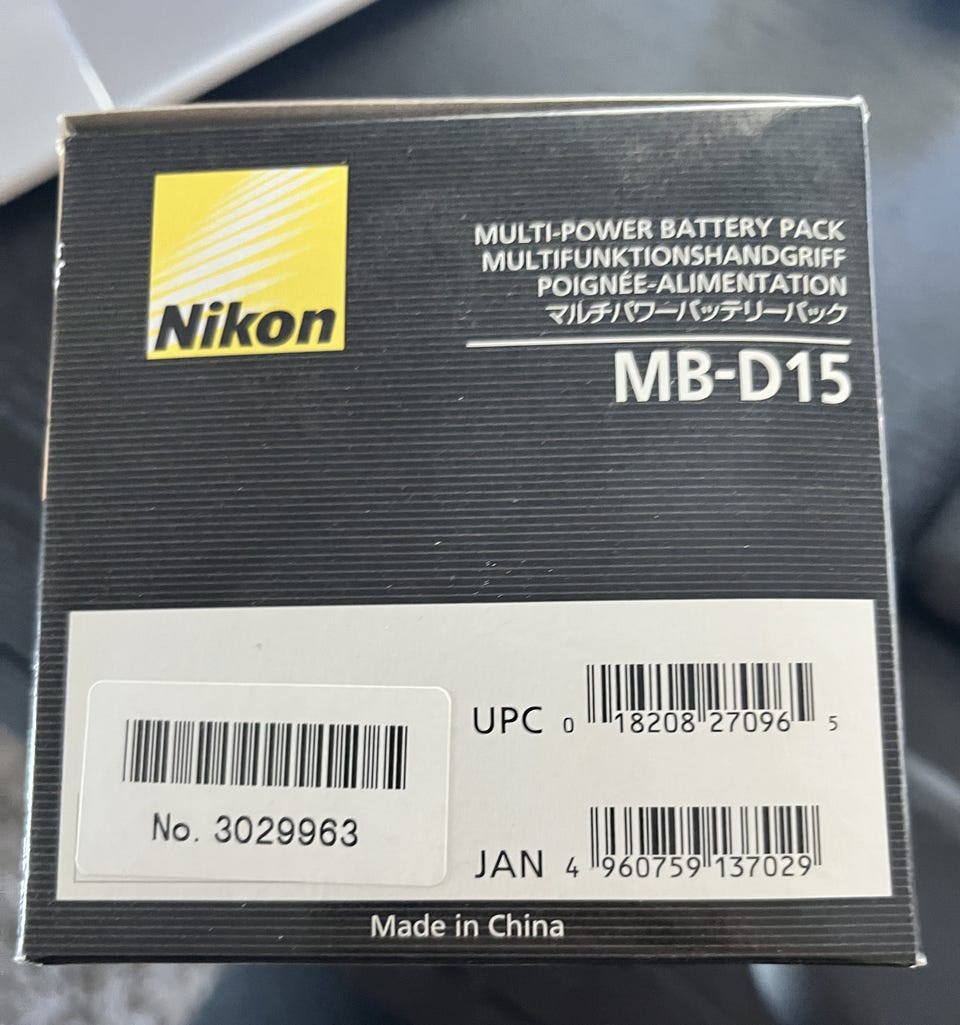 Nikon
MULTI-POWER BATTERY PACK
MULTIFUNKTIONSHANDGRIFF
POIGNÉE-ALIMENTATION
マルチパワーバッテリーパック
MB-D15
No. 3029963
UPC 0 18208 27096 5
JAN 4 960759 137029
Made in China